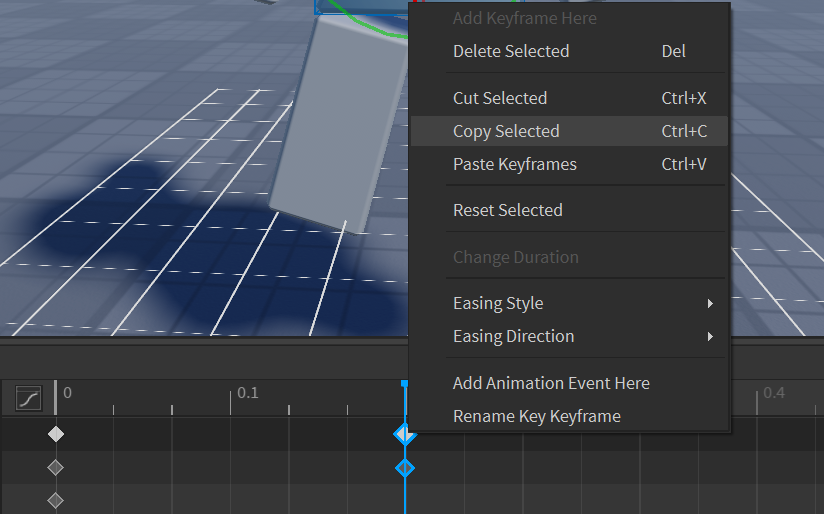 Add Keyframe Here
Delete Selected Del
Cut Selected Ctrl+X
Copy Selected Ctrl+C
Paste Keyframes Ctrl+V
Reset Selected
Change Duration
Easing Style
Easing Direction
Add Animation Event Here
Rename Key Keyframe
0 0.1 0.4